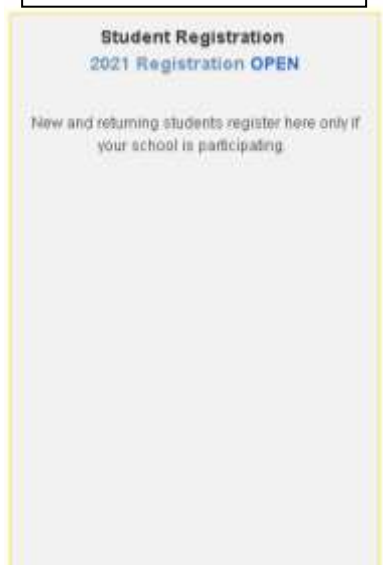 Student Registration
2021 Registration OPEN
New and returning students register here only if
your school is participating.